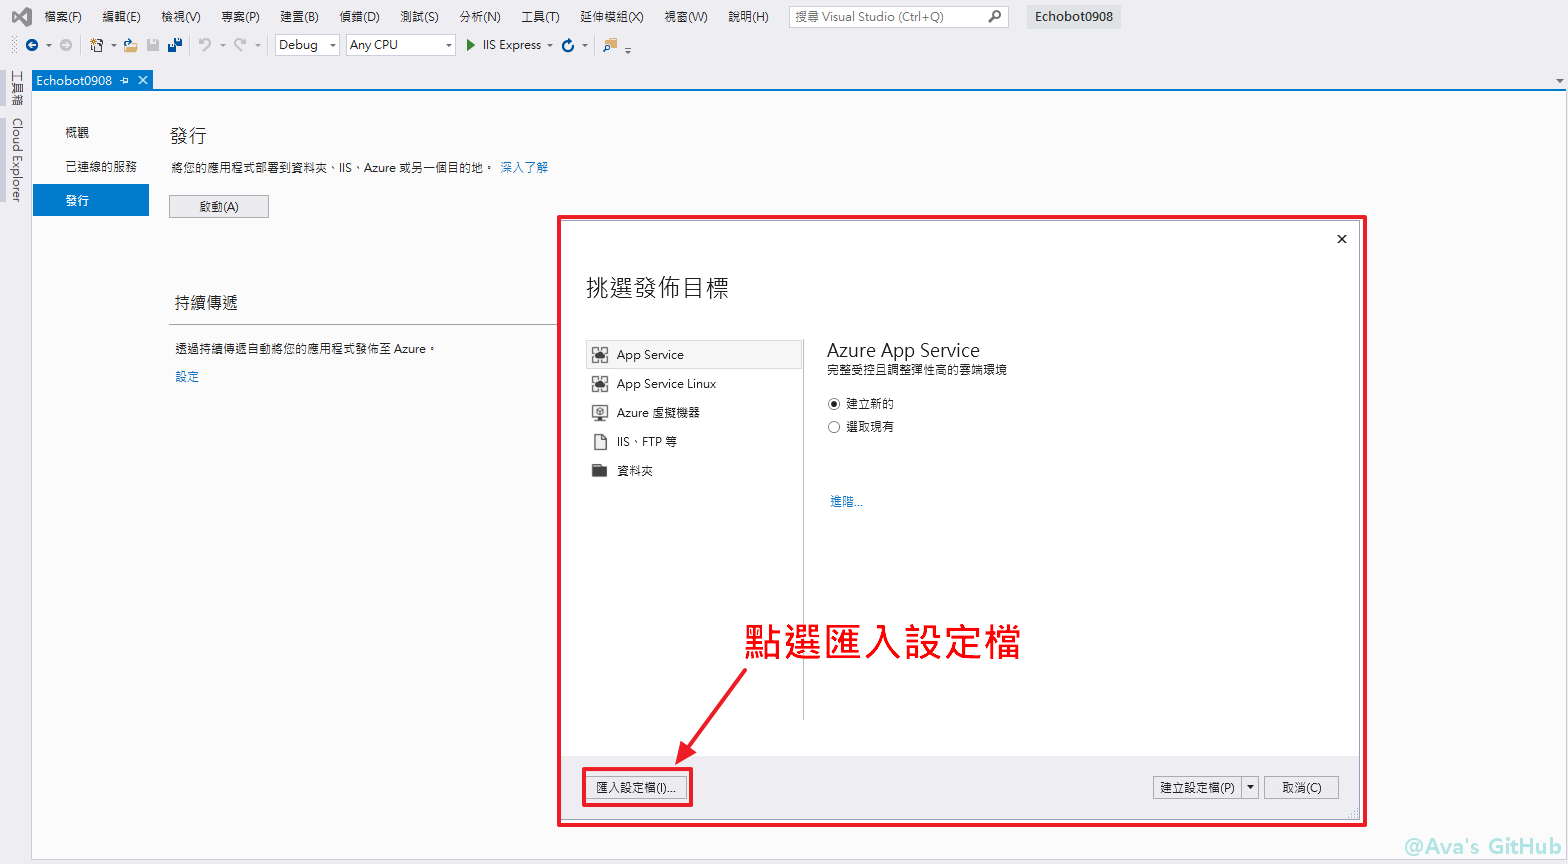 檔案(F) 編輯(E) 檢視(V) 專案(P) 建置(B) 偵錯(D) 測試(S) 分析(N) 工具(T) 延伸模組(X) 視窗(W) 說明(H) 搜尋 Visual Studio (Ctrl+Q) Echobot0908
Debug Any CPU IIS Express
工具箱
Cloud Explorer
Echobot0908
概觀
已連線的服務
發行
發行
將您的應用程式部署到資料夾、IIS、Azure 或另一個目的地。 深入了解
啟動(A)
持續傳遞
透過持續傳遞自動將您的應用程式發佈至 Azure。
設定
挑選發佈目標
App Service
App Service Linux
Azure 虛擬機器
IIS、FTP 等
資料夾
Azure App Service
完整受控且調整彈性高的雲端環境
建立新的
選取現有
進階...
點選匯入設定檔
匯入設定檔(I)...
建立設定檔(P)
取消(C)
@Ava's GitHub